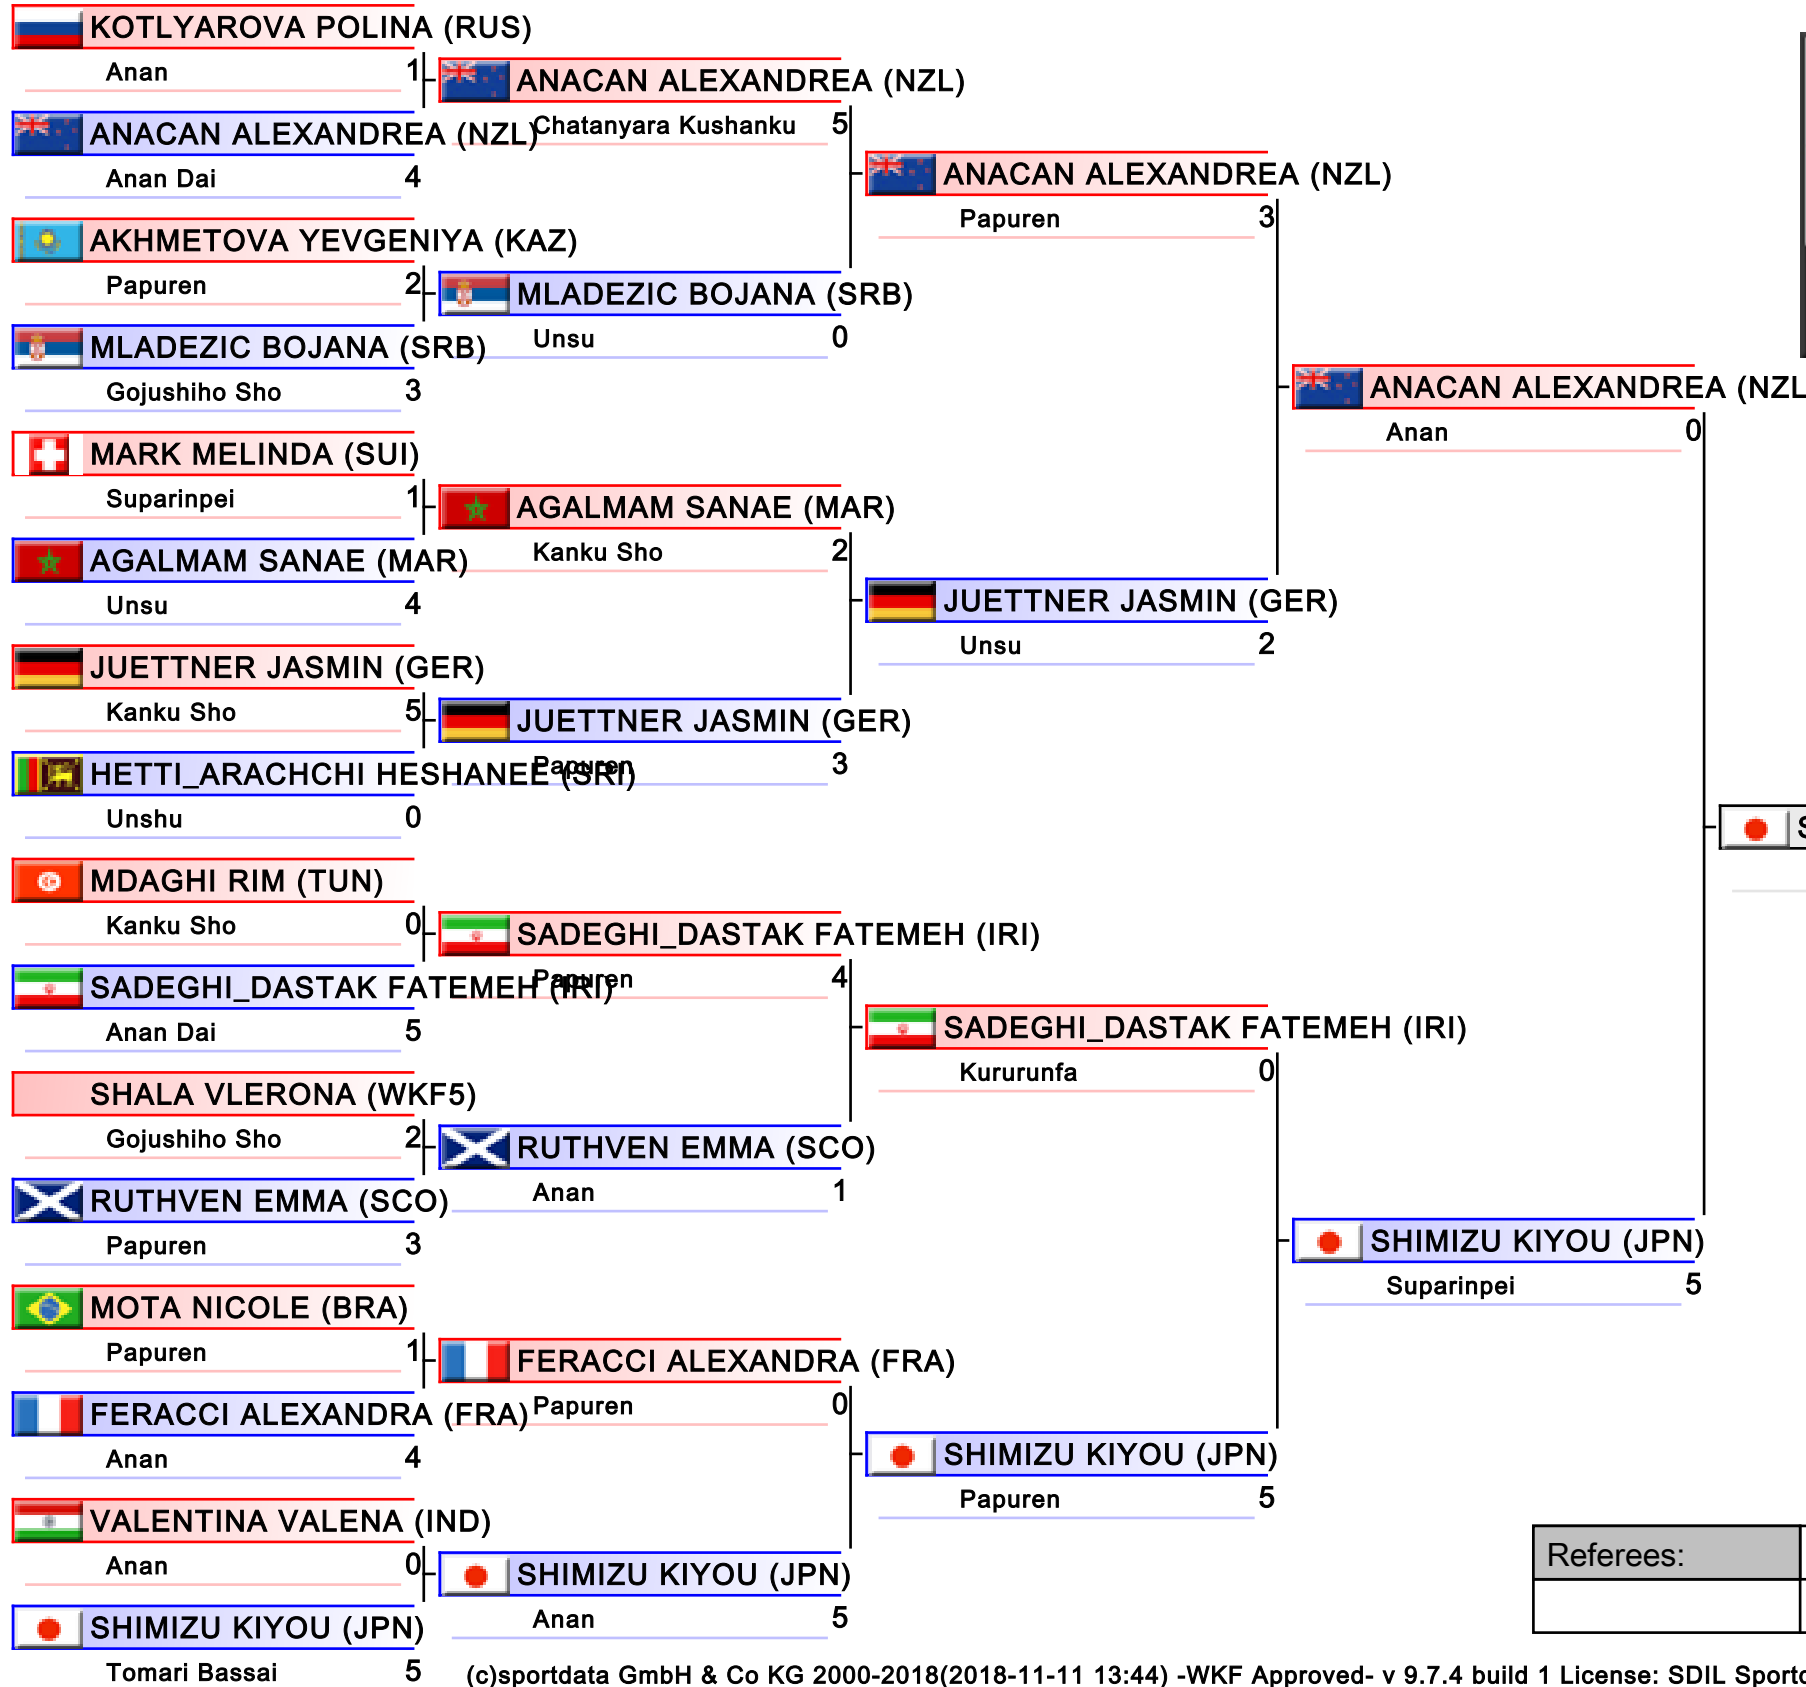 KOTLYAROVA POLINA (RUS)
Anan 1
ANACAN ALEXANDREA (NZL)
Anan Dai 4
AKHMETOVA YEVGENIYA (KAZ)
Papuren 2
MLADEZIC BOJANA (SRB)
Gojushiho Sho 3
MARK MELINDA (SUI)
Suparinpei 1
AGALMAM SANAE (MAR)
Unsu 4
JUETTNER JASMIN (GER)
Kanku Sho 5
HETTI_ARACHCHI HESHANEE (SRI)
Unshu 0
MDAGHI RIM (TUN)
Kanku Sho 0
SADEGHI_DASTAK FATEMEH (IRI)
Anan Dai 5
SHALA VLERONA (WKF5)
Gojushiho Sho 2
RUTHVEN EMMA (SCO)
Papuren 3
MOTA NICOLE (BRA)
Papuren 1
FERACCI ALEXANDRA (FRA)
Anan 4
VALENTINA VALENA (IND)
Anan 0
SHIMIZU KIYOU (JPN)
Tomari Bassai 5
ANACAN ALEXANDREA (NZL)
Chatanyara Kushanku 5
MLADEZIC BOJANA (SRB)
Unsu 0
AGALMAM SANAE (MAR)
Kanku Sho 2
JUETTNER JASMIN (GER)
Papuren 3
SADEGHI_DASTAK FATEMEH (IRI)
Papuren 4
RUTHVEN EMMA (SCO)
Anan 1
FERACCI ALEXANDRA (FRA)
Papuren 0
SHIMIZU KIYOU (JPN)
Anan 5
ANACAN ALEXANDREA (NZL)
Papuren 3
JUETTNER JASMIN (GER)
Unsu 2
SADEGHI_DASTAK FATEMEH (IRI)
Kururunfa 0
SHIMIZU KIYOU (JPN)
Papuren 5
ANACAN ALEXANDREA (NZL
Anan 0
SHIMIZU KIYOU (JPN)
Suparinpei 5
S
Referees:
(c)sportdata GmbH & Co KG 2000-2018(2018-11-11 13:44) -WKF Approved- v 9.7.4 build 1 License: SDIL Sportd